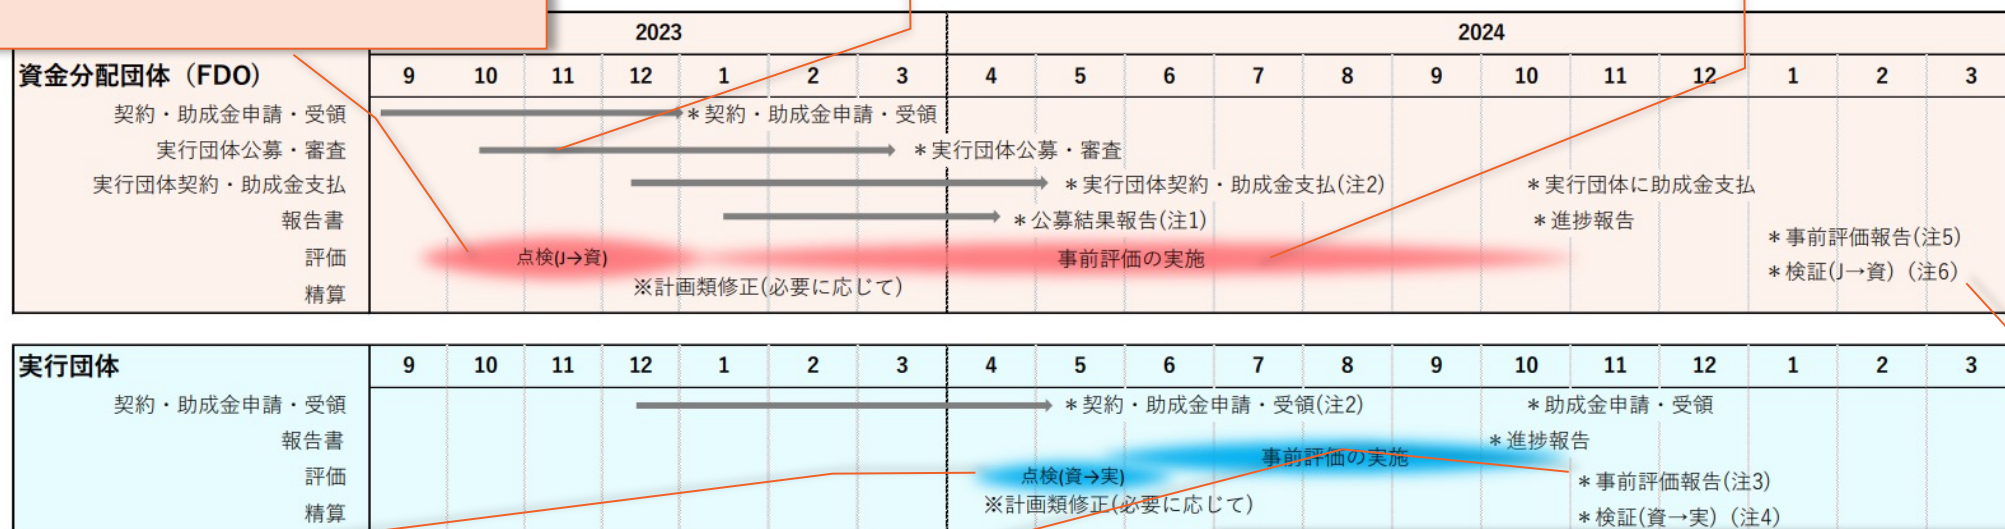 2023 2024
資金分配団体（FDO） 9 10 11 12 1 2 3 4 5 6 7 8 9 10 11 12 1 2 3
契約・助成金申請・受領 ＊契約・助成金申請・受領
実行団体公募・審査 ＊実行団体公募・審査
実行団体契約・助成金支払 ＊実行団体契約・助成金支払(注2) ＊実行団体に助成金支払
報告書 ＊公募結果報告(注1) ＊進捗報告
＊事前評価報告(注5)
評価 点検(J→資) 事前評価の実施
＊検証(J→資)（注6)
※計画類修正(必要に応じて)
精算
実行団体 9 10 11 12 1 2 3 4 5 6 7 8 9 10 11 12 1 2 3
契約・助成金申請・受領 ＊契約・助成金申請・受領(注2) ＊助成金申請・受領
報告書 ＊進捗報告
事前評価の実施
評価 点検(資→実) ＊事前評価報告(注3)
※計画類修正(必要に応じて)
精算 ＊検証(資→実)（注4)